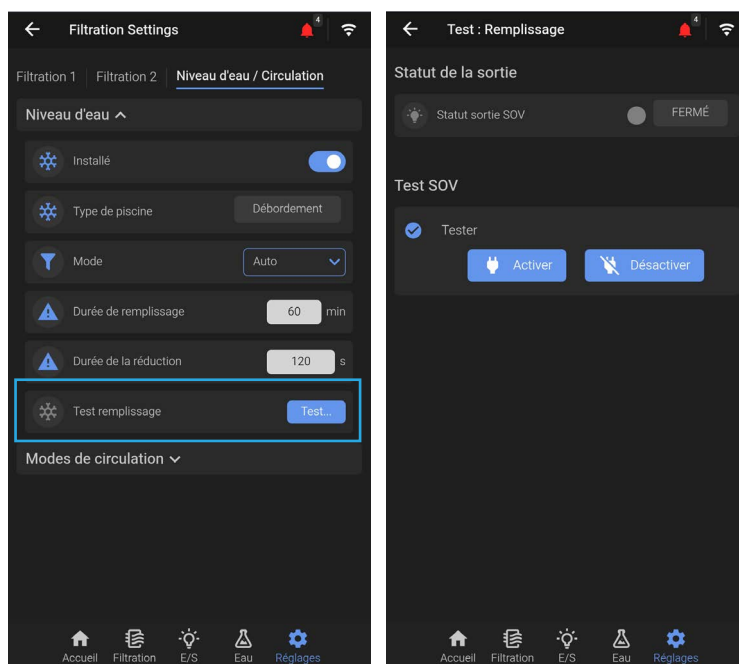 Filtration Settings
4
Filtration 1 Filtration 2 Niveau d'eau / Circulation
Niveau d'eau
Installé
Type de piscine Débordement
Mode Auto
Durée de remplissage 60 min
Durée de la réduction 120 s
Test remplissage Test...
Modes de circulation
Accueil Filtration E/S Eau Réglages
Test : Remplissage
4
Statut de la sortie
Statut sortie SOV FERMÉ
Test SOV
Tester
Activer Désactiver
Accueil Filtration E/S Eau Réglages